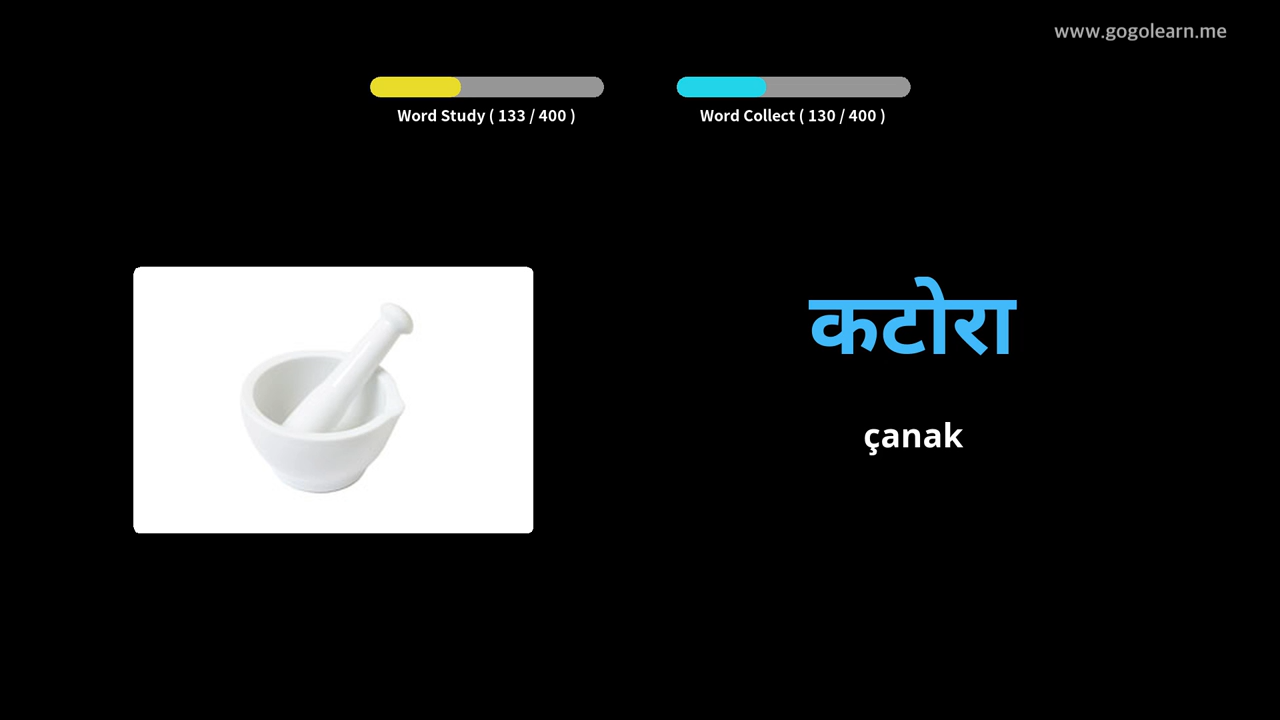 www.gogolearn.me
Word Study ( 133 / 400 )
Word Collect ( 130 / 400 )
कटोरा
çanak